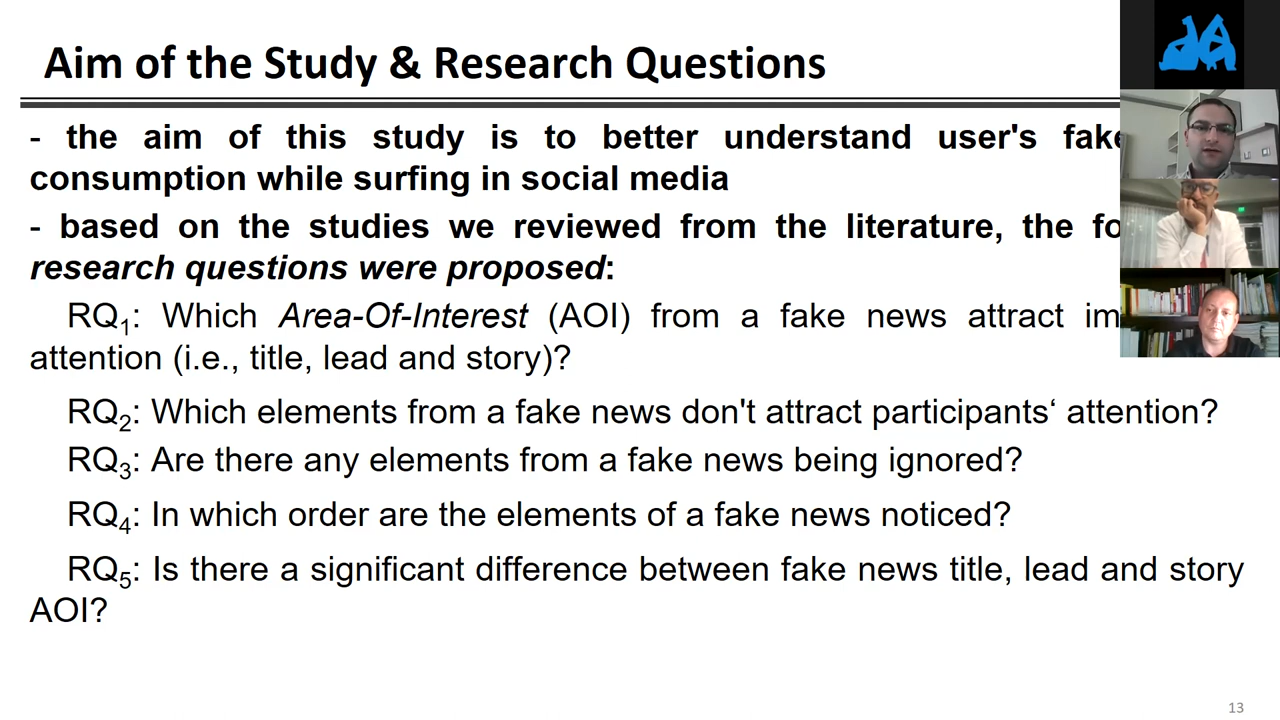 Aim of the Study & Research Questions
- the aim of this study is to better understand user's
consumption while surfing in social media
- based on the studies we reviewed from the literature, the
research questions were proposed:
RQ1: Which Area-Of-Interest (AOI) from a fake news attract
attention (i.e., title, lead and story)?
RQ2: Which elements from a fake news don't attract participants‘ attention?
RQ3: Are there any elements from a fake news being ignored?
RQ4: In which order are the elements of a fake news noticed?
RQ5: Is there a significant difference between fake news title, lead and story
AOI?
13